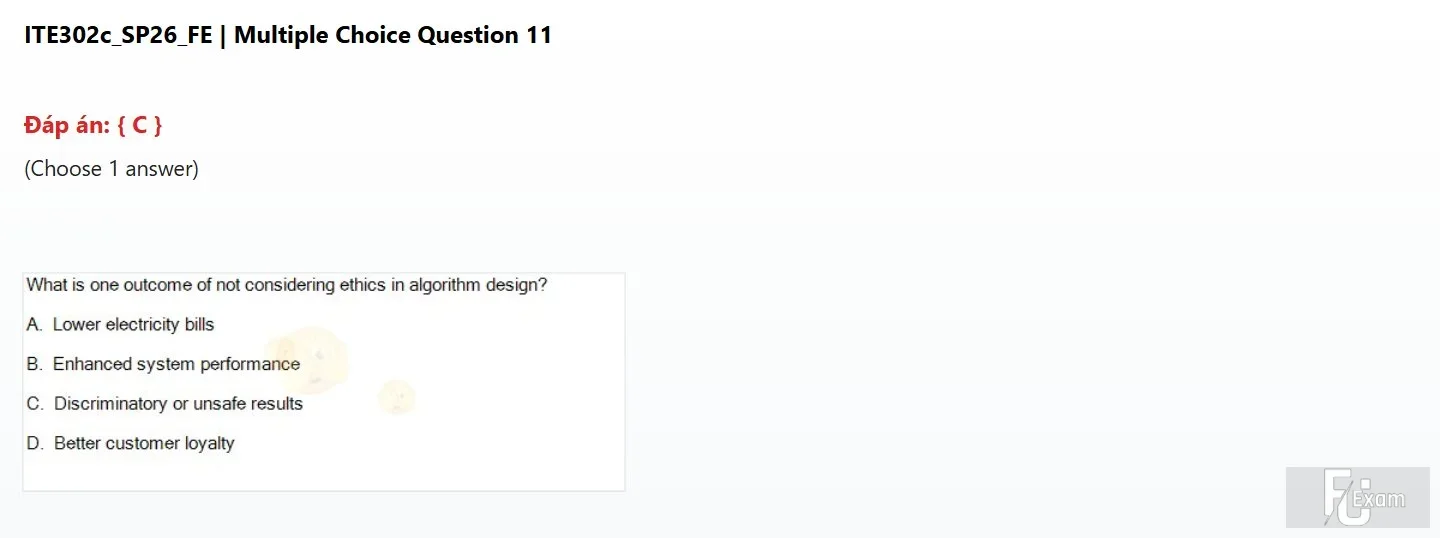 ITE302c_SP26_FE | Multiple Choice Question 11
Đáp án: { C }
(Choose 1 answer)
What is one outcome of not considering ethics in algorithm design?
A. Lower electricity bills
B. Enhanced system performance
C. Discriminatory or unsafe results
D. Better customer loyalty
FU Exam